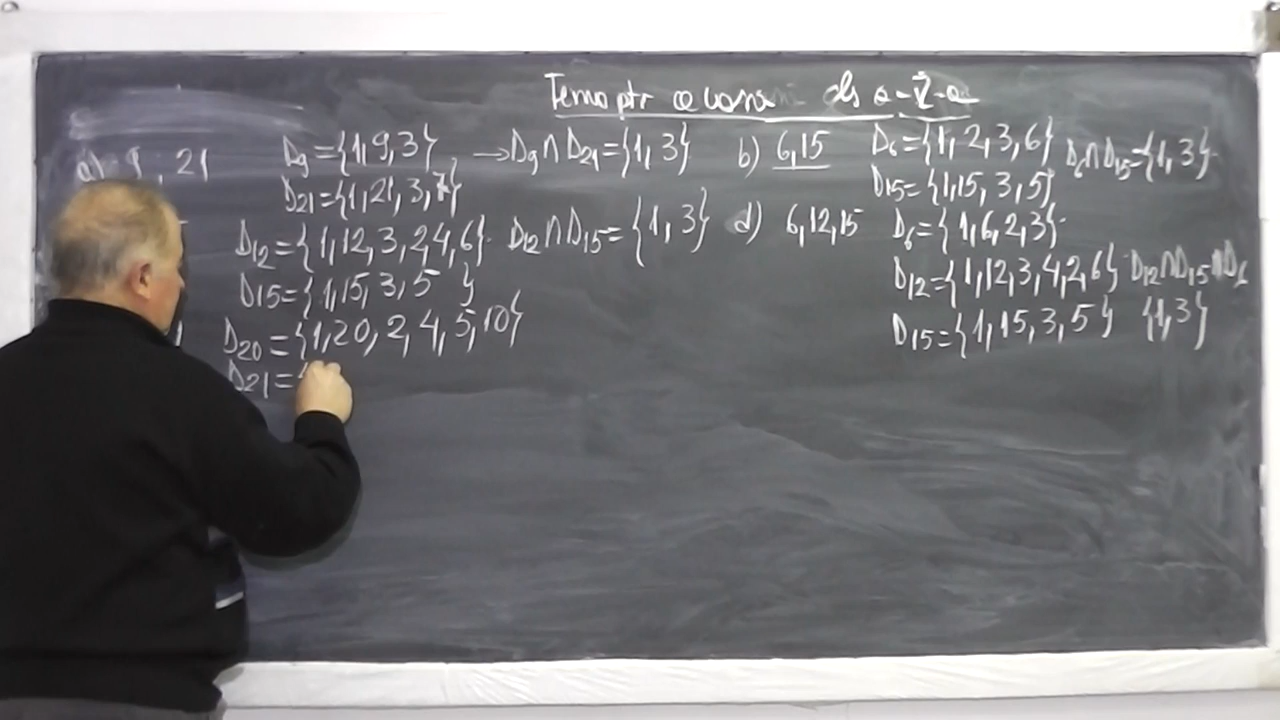 Tema ptr acasa cls a-V-a
a) 9, 21
D9={1,9,3} →D9∩D21={1,3}
D21={1,21,3,7}
D12={1,12,3,2,4,6} D12∩D15={1,3}
D15={1,15,3,5}
D20={1,20,2,4,5,10}
D21={
b) 6,15 D6={1,2,3,6} D6∩D15={1,3}
D15={1,15,3,5}
d) 6,12,15 D6={1,6,2,3}
D12={1,12,3,4,2,6} D12∩D15∩D6
D15={1,15,3,5} {1,3}